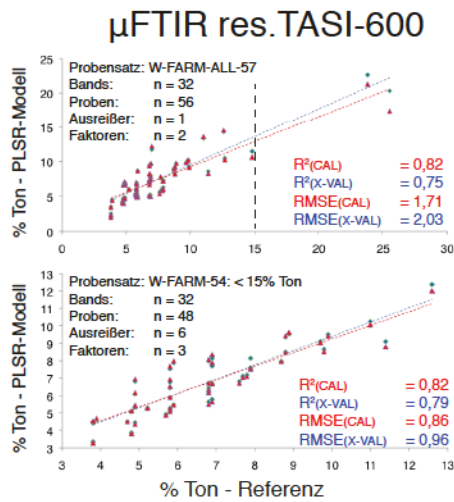 µFTIR res.TASI-600
% Ton - PLSR-Modell
25
20
15
10
5
0
Probensatz: W-FARM-ALL-57
Bands: n = 32
Proben: n = 56
Ausreißer: n = 1
Faktoren: n = 2
R²(CAL) = 0,82
R²(X-VAL) = 0,75
RMSE(CAL) = 1,71
RMSE(X-VAL) = 2,03
0 5 10 15 20 25 30
% Ton - PLSR-Modell
13
12
11
10
9
8
7
6
5
4
3
Probensatz: W-FARM-54: < 15% Ton
Bands: n = 32
Proben: n = 48
Ausreißer: n = 6
Faktoren: n = 3
R²(CAL) = 0,82
R²(X-VAL) = 0,79
RMSE(CAL) = 0,86
RMSE(X-VAL) = 0,96
3 4 5 6 7 8 9 10 11 12 13
% Ton - Referenz